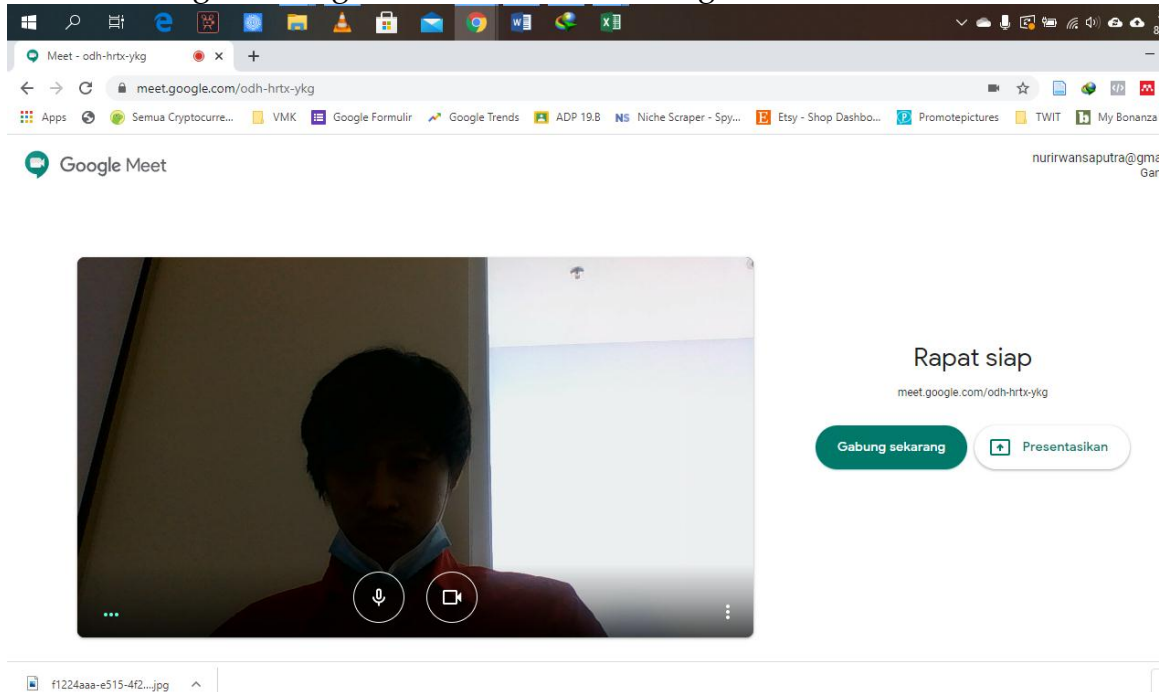 Meet - odh-hrtx-ykg
meet.google.com/odh-hrtx-ykg
Apps Semua Cryptocurre... VMK Google Formulir Google Trends ADP 19.B NS Niche Scraper - Spy... E Etsy - Shop Dashbo... Promotepictures TWIT b My Bonanza
Google Meet
nurirwansaputra@gma
Gan
Rapat siap
meet.google.com/odh-hrtx-ykg
Gabung sekarang Presentasikan
f1224aaa-e515-4f2....jpg